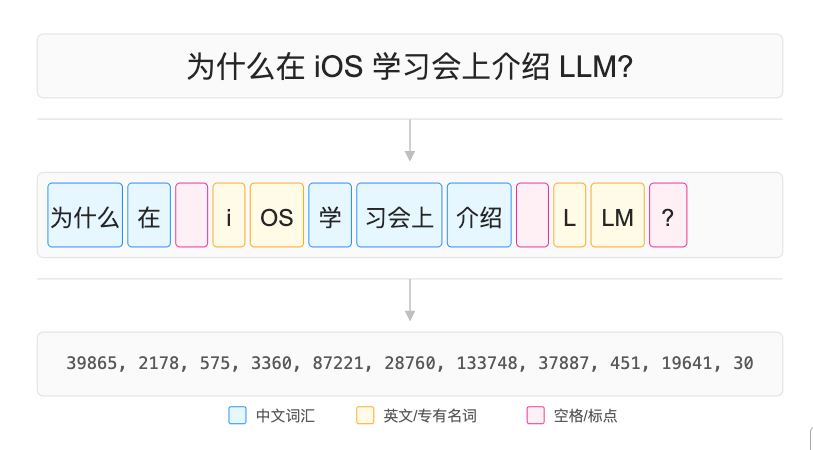 为什么在 iOS 学习会上介绍 LLM?
为什么 在 i OS 学 习会上 介绍 L LM ?
39865, 2178, 575, 3360, 87221, 28760, 133748, 37887, 451, 19641, 30
中文词汇 英文/专有名词 空格/标点